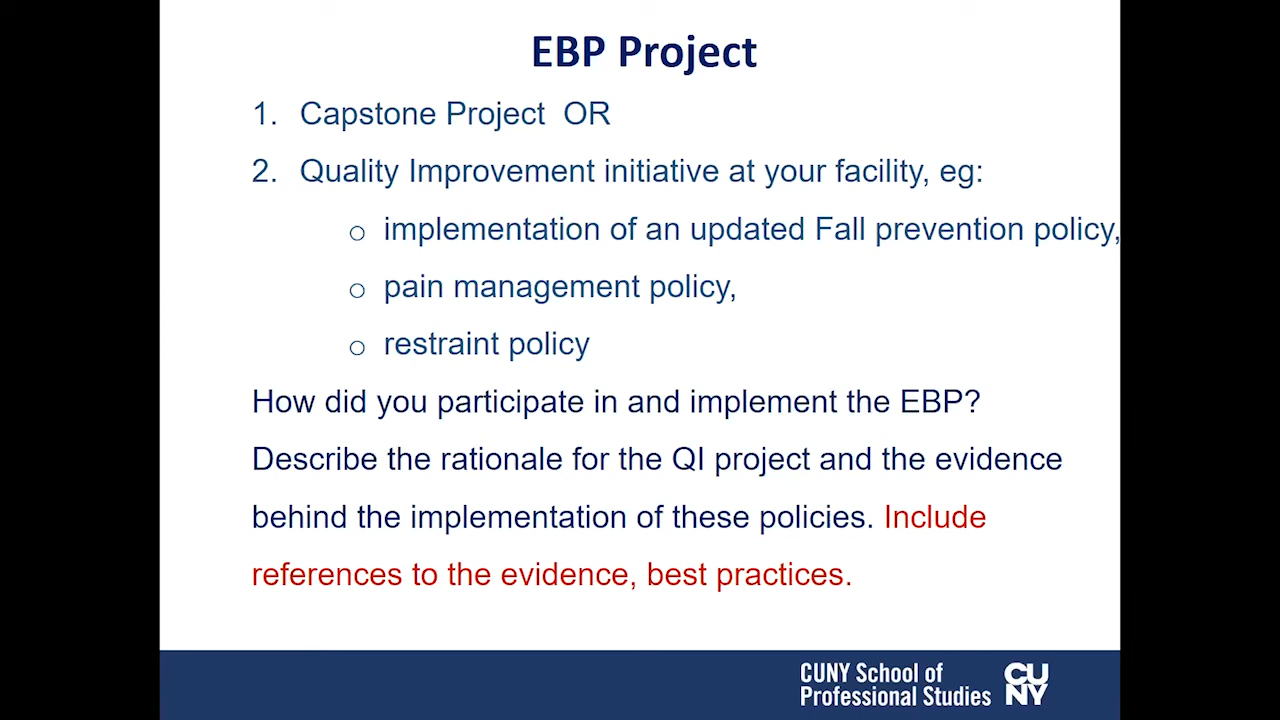 EBP Project
1. Capstone Project OR
2. Quality Improvement initiative at your facility, eg:
o implementation of an updated Fall prevention policy,
o pain management policy,
o restraint policy
How did you participate in and implement the EBP?
Describe the rationale for the QI project and the evidence
behind the implementation of these policies. Include
references to the evidence, best practices.
CUNY School of
Professional Studies
CU
NY